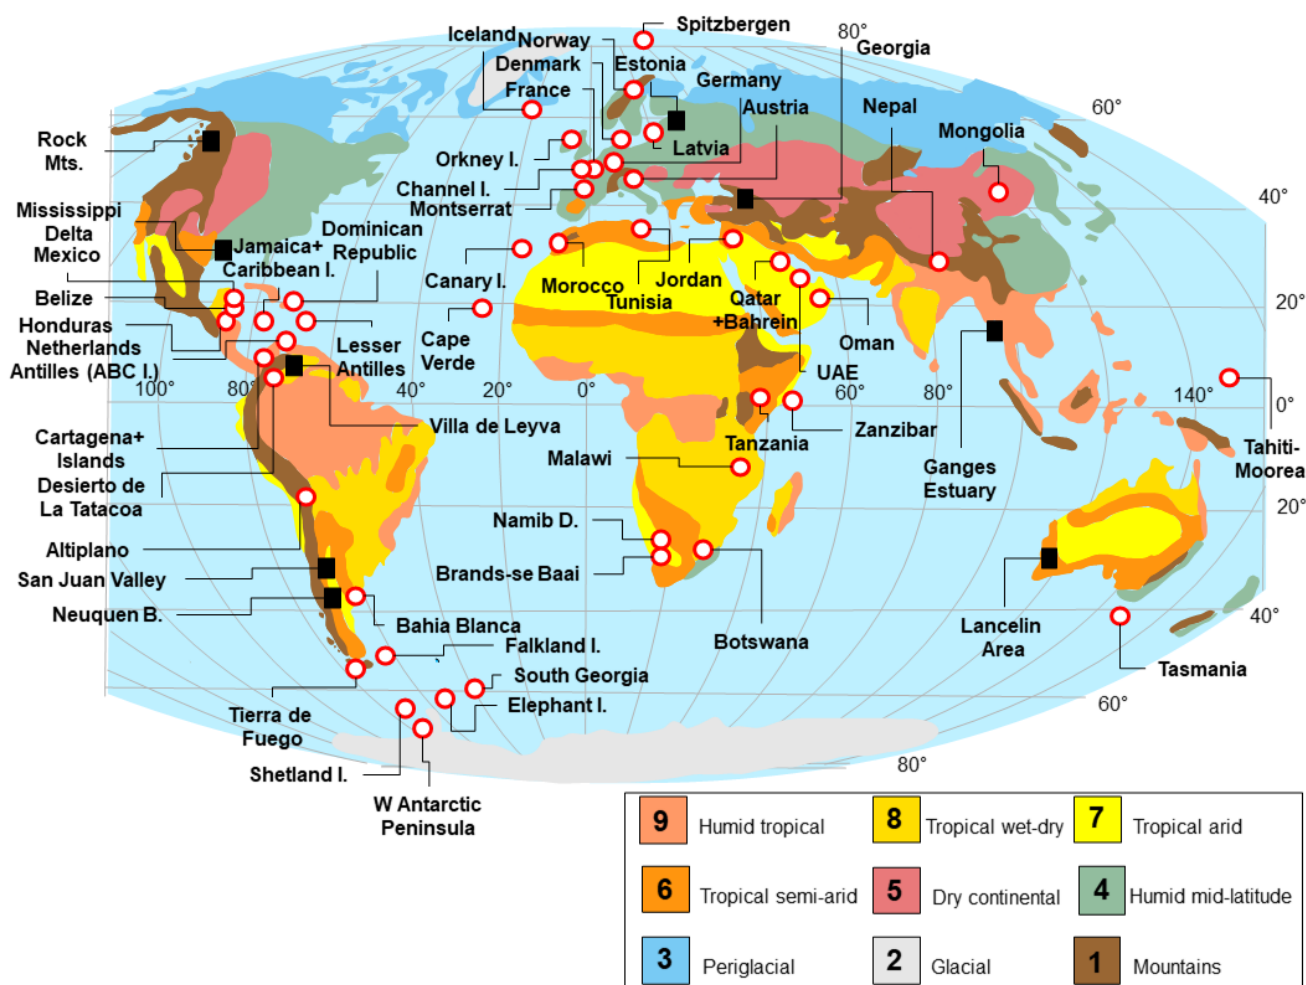 Spitzbergen
Iceland
Norway
80°
Georgia
Denmark
Estonia
Germany
France
Austria
Nepal
60°
Mongolia
Rock
Mts.
Orkney I.
Latvia
Channel I.
40°
Montserrat
Mississippi
Delta
Mexico
Dominican
Republic
Jamaica+
Caribbean I.
Canary I.
Morocco
Tunisia
Jordan
Belize
Qatar
+Bahrein
20°
Honduras
Netherlands
Antilles (ABC I.)
Lesser
Antilles
Cape
Verde
Oman
UAE
100°
80°
40°
0°
60°
80°
140°
0°
Villa de Leyva
Zanzibar
Tanzania
Cartagena+
Islands
Malawi
Ganges
Estuary
Tahiti-
Moorea
Desierto de
La Tatacoa
20°
Namib D.
Altiplano
San Juan Valley
Brands-se Baai
Neuquen B.
Bahia Blanca
Botswana
Lancelin
Area
40°
Falkland I.
South Georgia
Tasmania
Elephant I.
60°
Tierra de
Fuego
Shetland I.
80°
W Antarctic
Peninsula
9 Humid tropical
8 Tropical wet-dry
7 Tropical arid
6 Tropical semi-arid
5 Dry continental
4 Humid mid-latitude
3 Periglacial
2 Glacial
1 Mountains